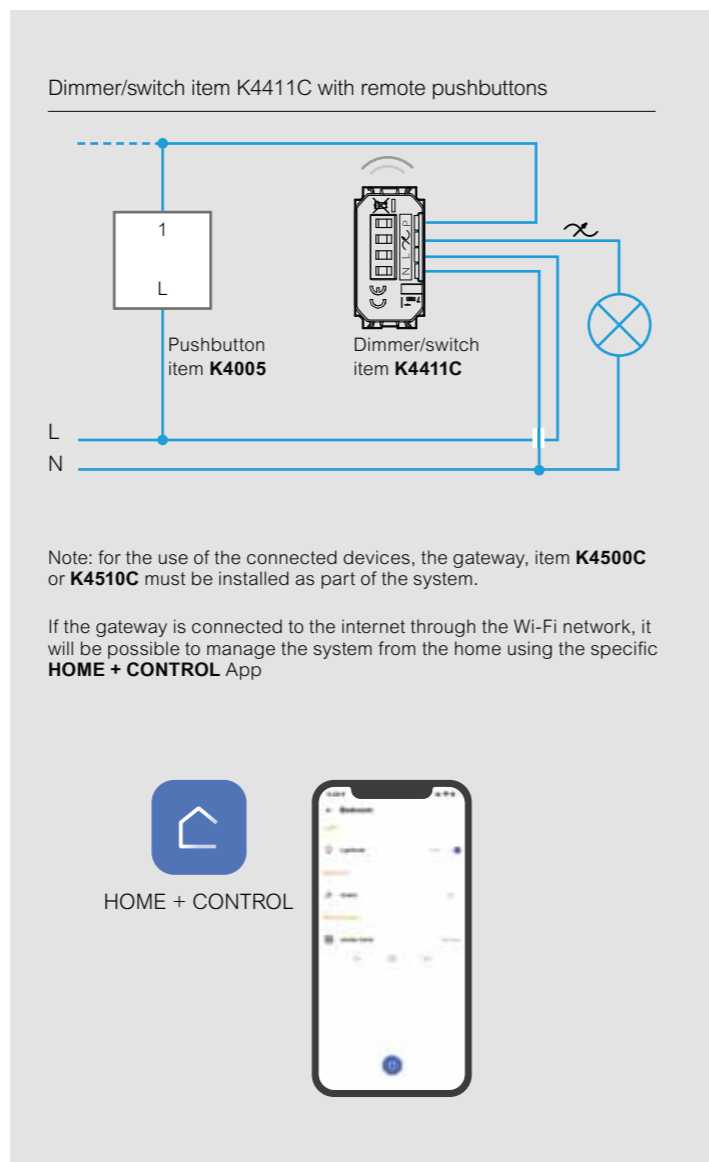 Dimmer/switch item K4411C with remote pushbuttons
1
L
N L P
Pushbutton
item K4005
Dimmer/switch
item K4411C
L
N
Note: for the use of the connected devices, the gateway, item K4500C
or K4510C must be installed as part of the system.
If the gateway is connected to the internet through the Wi-Fi network, it
will be possible to manage the system from the home using the specific
HOME + CONTROL App
Bedroom
HOME + CONTROL